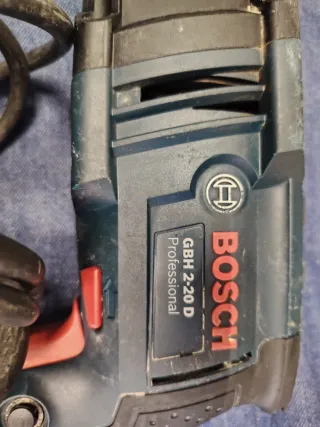 BOSCH
GBH 2-20 D
Professional